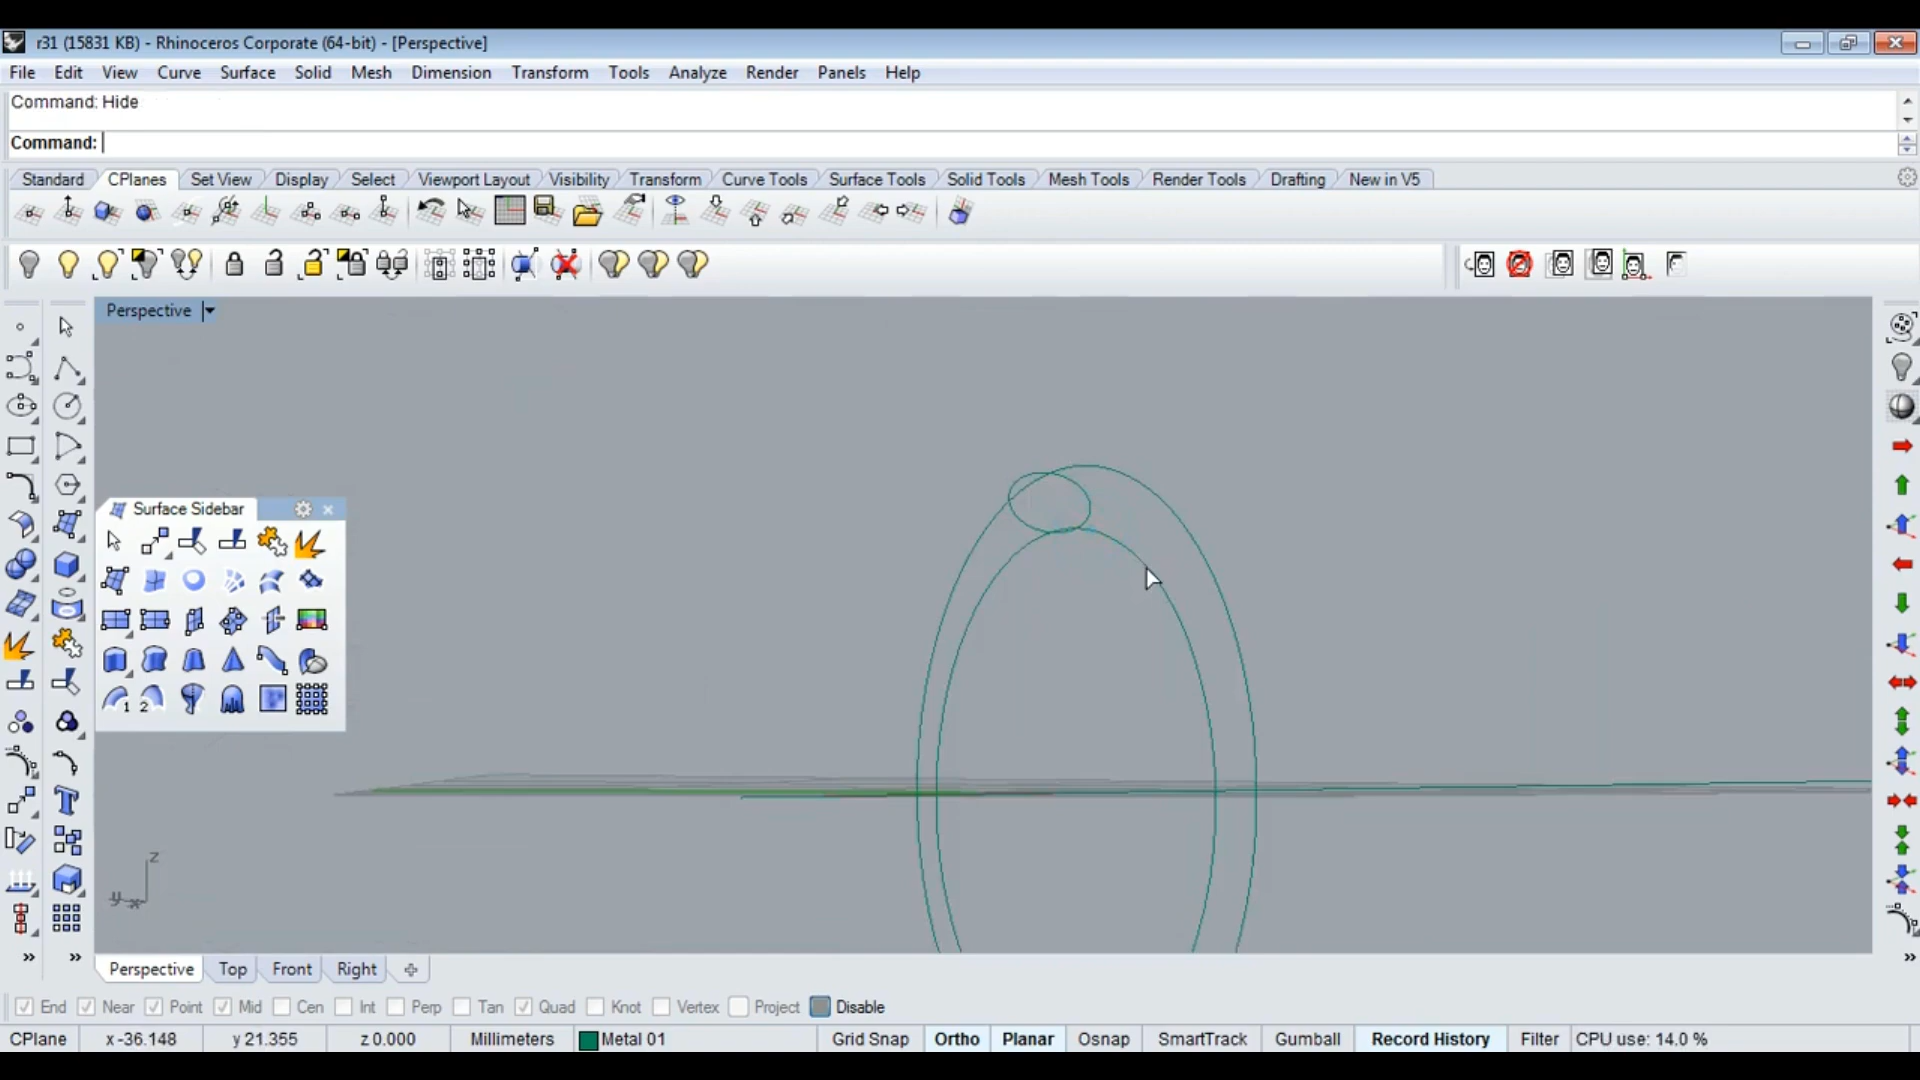 r31 (15831 KB) - Rhinoceros Corporate (64-bit) - [Perspective]
File Edit View Curve Surface Solid Mesh Dimension Transform Tools Analyze Render Panels Help
Command: Hide
Command:
Standard CPlanes Set View Display Select Viewport Layout Visibility Transform Curve Tools Surface Tools Solid Tools Mesh Tools Render Tools Drafting New in V5
Perspective
Surface Sidebar
1 2
z
y x
Perspective Top Front Right
End Near Point Mid Cen Int Perp Tan Quad Knot Vertex Project Disable
CPlane x -36.148 y 21.355 z 0.000 Millimeters Metal 01 Grid Snap Ortho Planar Osnap SmartTrack Gumball Record History Filter CPU use: 14.0 %